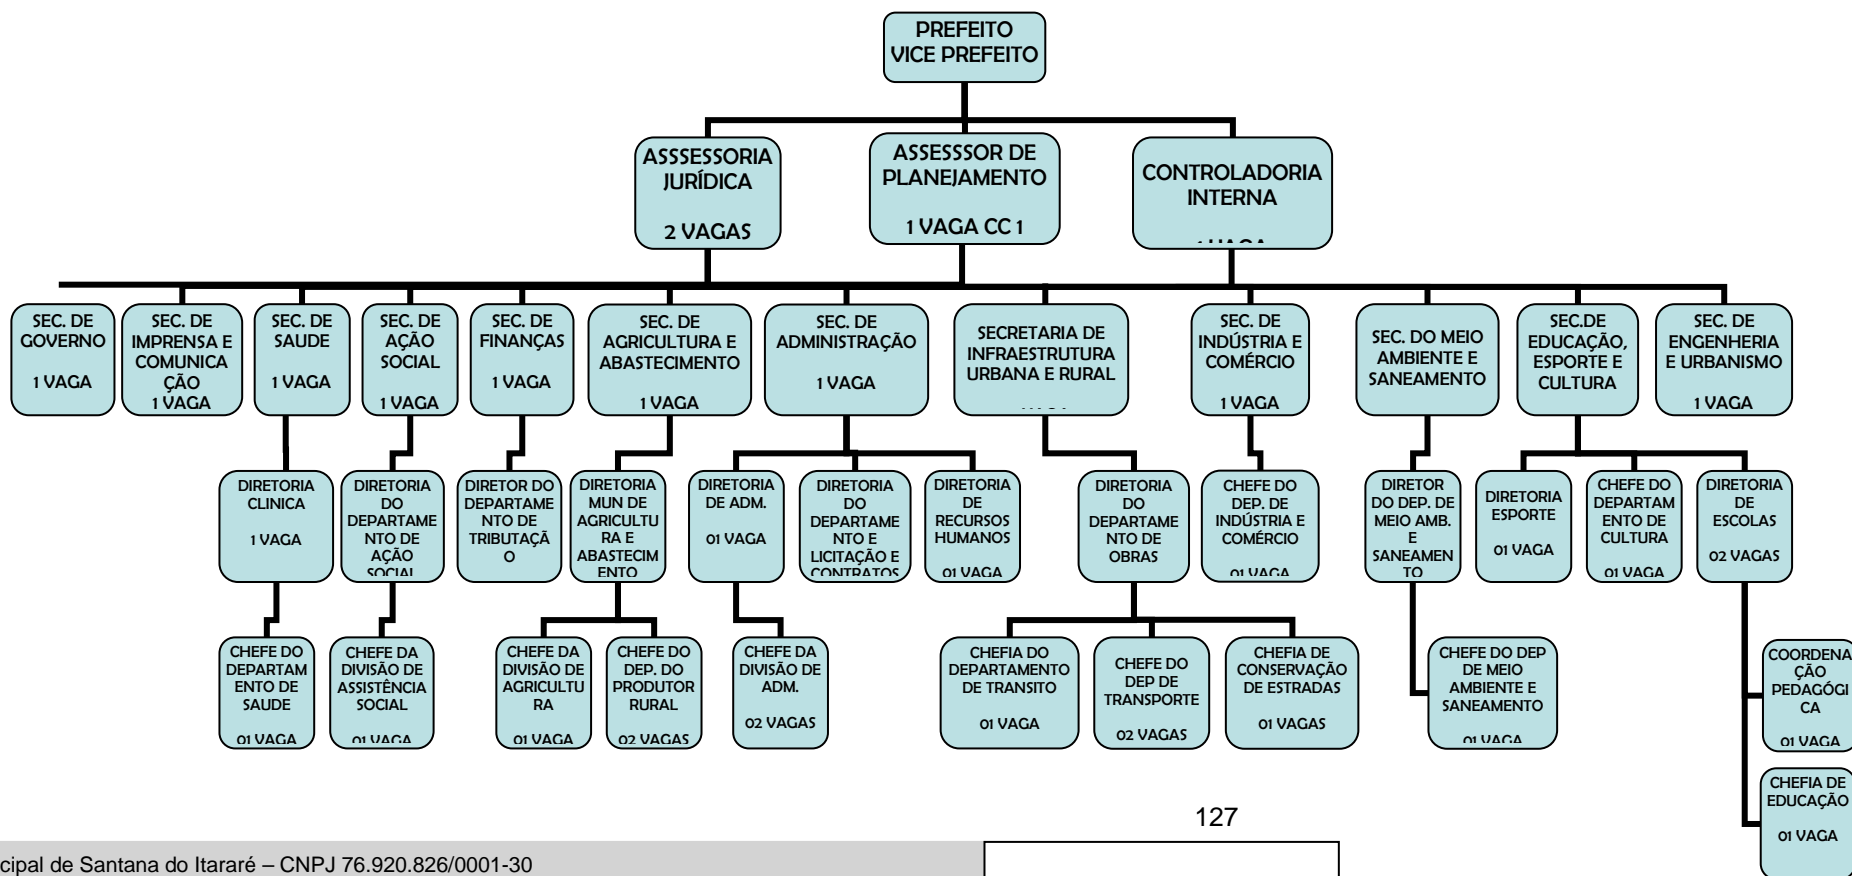 PREFEITO
VICE PREFEITO
ASSSESSORIA
JURÍDICA
2 VAGAS
ASSESSSOR DE
PLANEJAMENTO
1 VAGA CC 1
CONTROLADORIA
INTERNA
SEC. DE
GOVERNO
1 VAGA
SEC. DE
IMPRENSA E
COMUNICA
ÇÃO
1 VAGA
SEC. DE
SAUDE
1 VAGA
SEC. DE
AÇÃO
SOCIAL
1 VAGA
SEC. DE
FINANÇAS
1 VAGA
SEC. DE
AGRICULTURA E
ABASTECIMENTO
1 VAGA
SEC. DE
ADMINISTRAÇÃO
1 VAGA
SECRETARIA DE
INFRAESTRUTURA
URBANA E RURAL
SEC. DE
INDÚSTRIA E
COMÉRCIO
1 VAGA
SEC. DO MEIO
AMBIENTE E
SANEAMENTO
SEC.DE
EDUCAÇÃO,
ESPORTE E
CULTURA
SEC. DE
ENGENHERIA
E URBANISMO
1 VAGA
DIRETORIA
CLINICA
1 VAGA
DIRETORIA
DO
DEPARTAME
NTO DE
AÇÃO
SOCIAL
DIRETOR DO
DEPARTAME
NTO DE
TRIBUTAÇÃ
O
DIRETORIA
MUN DE
AGRICULTU
RA E
ABASTECIM
ENTO
DIRETORIA
DE ADM.
01 VAGA
DIRETORIA
DO
DEPARTAME
NTO E
LICITAÇÃO E
CONTRATOS
DIRETORIA
DE
RECURSOS
HUMANOS
01 VAGA
DIRETORIA
DO
DEPARTAME
NTO DE
OBRAS
CHEFE DO
DEP. DE
INDÚSTRIA E
COMÉRCIO
01 VAGA
DIRETOR
DO DEP. DE
MEIO AMB.
E
SANEAMEN
TO
DIRETORIA
ESPORTE
01 VAGA
CHEFE DO
DEPARTAM
ENTO DE
CULTURA
01 VAGA
DIRETORIA
DE
ESCOLAS
02 VAGAS
CHEFE DO
DEPARTAM
ENTO DE
SAUDE
01 VAGA
CHEFE DA
DIVISÃO DE
ASSISTÊNCIA
SOCIAL
01 VAGA
CHEFE DA
DIVISÃO DE
AGRICULTU
RA
01 VAGA
CHEFE DO
DEP. DO
PRODUTOR
RURAL
02 VAGAS
CHEFE DA
DIVISÃO DE
ADM.
02 VAGAS
CHEFIA DO
DEPARTAMENTO
DE TRANSITO
01 VAGA
CHEFE DO
DEP DE
TRANSPORTE
02 VAGAS
CHEFIA DE
CONSERVAÇÃO
DE ESTRADAS
01 VAGAS
CHEFE DO DEP
DE MEIO
AMBIENTE E
SANEAMENTO
01 VAGA
COORDENA
ÇÃO
PEDAGÓGI
CA
01 VAGA
CHEFIA DE
EDUCAÇÃO
01 VAGA
127
cipal de Santana do Itararé – CNPJ 76.920.826/0001-30